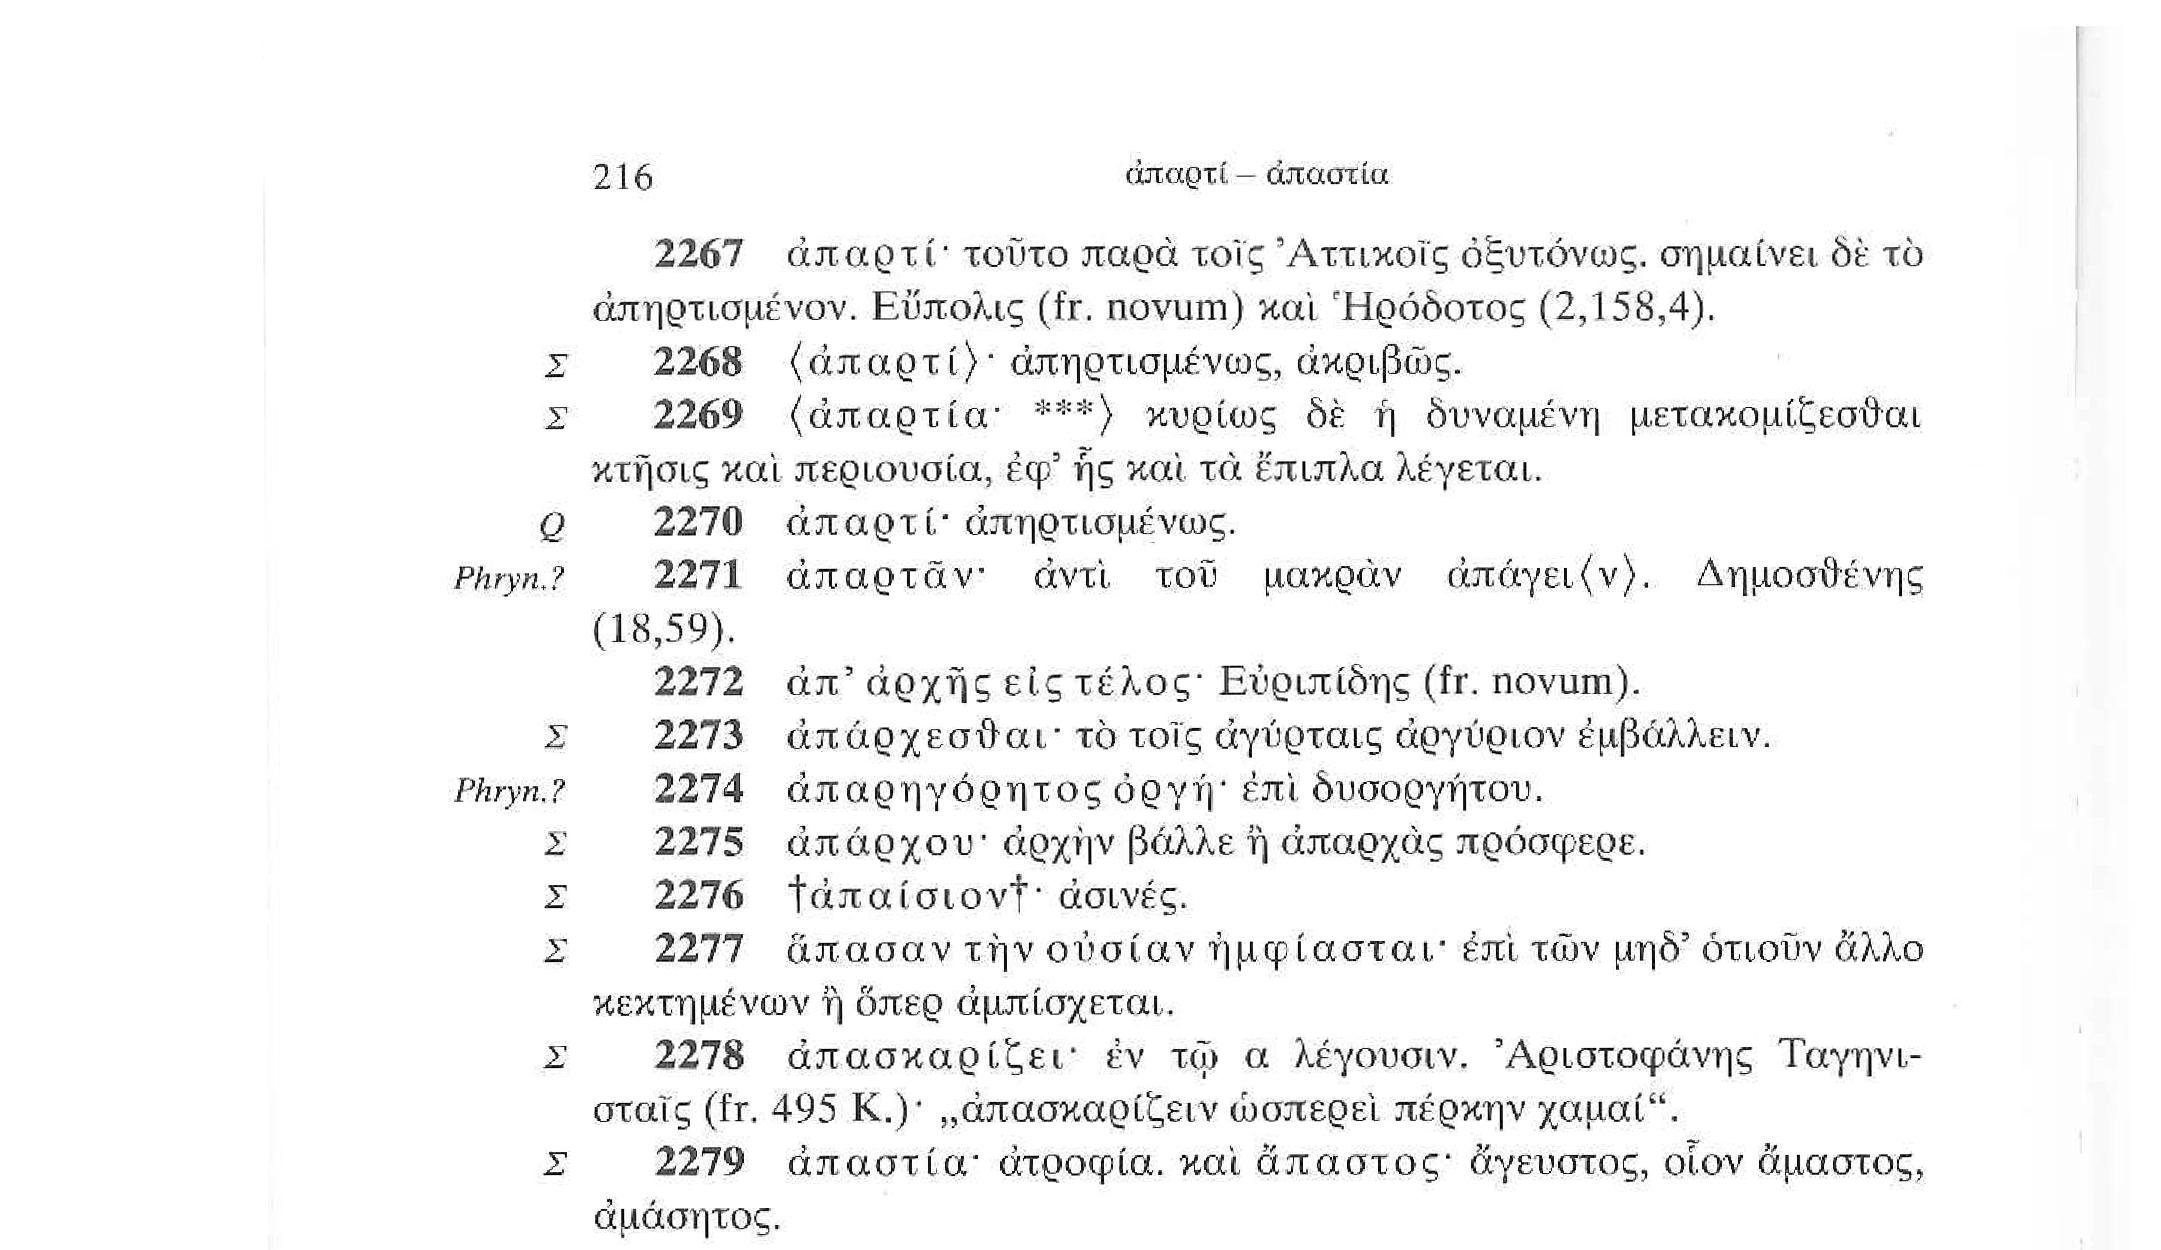 216 ἀπαρτί – ἀπαστία
2267 ἀπαρτί· τοῦτο παρὰ τοῖς Ἀττικοῖς ὀξυτόνως. σημαίνει δὲ τὸ
ἀπηρτισμένον. Εὔπολις (fr. novum) καὶ Ἡρόδοτος (2,158,4).
Σ 2268 ⟨ἀπαρτί⟩· ἀπηρτισμένως, ἀκριβῶς.
Σ 2269 ⟨ἀπαρτία· ***⟩ κυρίως δὲ ἡ δυναμένη μετακομίζεσθαι
κτῆσις καὶ περιουσία, ἐφ’ ἧς καὶ τὰ ἔπιπλα λέγεται.
Q 2270 ἀπαρτί· ἀπηρτισμένως.
Phryn.? 2271 ἀπαρτᾶν· ἀντὶ τοῦ μακρὰν ἀπάγει⟨ν⟩. Δημοσθένης
(18,59).
2272 ἀπ’ ἀρχῆς εἰς τέλος· Εὐριπίδης (fr. novum).
Σ 2273 ἀπάρχεσθαι· τὸ τοῖς ἀγύρταις ἀργύριον ἐμβάλλειν.
Phryn.? 2274 ἀπαρηγόρητος ὀργή· ἐπὶ δυσοργήτου.
Σ 2275 ἀπάρχου· ἀρχὴν βάλλε ἢ ἀπαρχὰς πρόσφερε.
Σ 2276 †ἀπαίσιον†· ἀσινές.
Σ 2277 ἅπασαν τὴν οὐσίαν ἠμφίασται· ἐπὶ τῶν μηδ’ ὁτιοῦν ἄλλο
κεκτημένων ἢ ὅπερ ἀμπίσχεται.
Σ 2278 ἀπασκαρίζει· ἐν τῷ α λέγουσιν. Ἀριστοφάνης Ταγηνι-
σταῖς (fr. 495 K.)· „ἀπασκαρίζειν ὡσπερεὶ πέρκην χαμαί“.
Σ 2279 ἀπαστία· ἀτροφία. καὶ ἄπαστος· ἄγευστος, οἷον ἄμαστος,
ἀμάσητος.